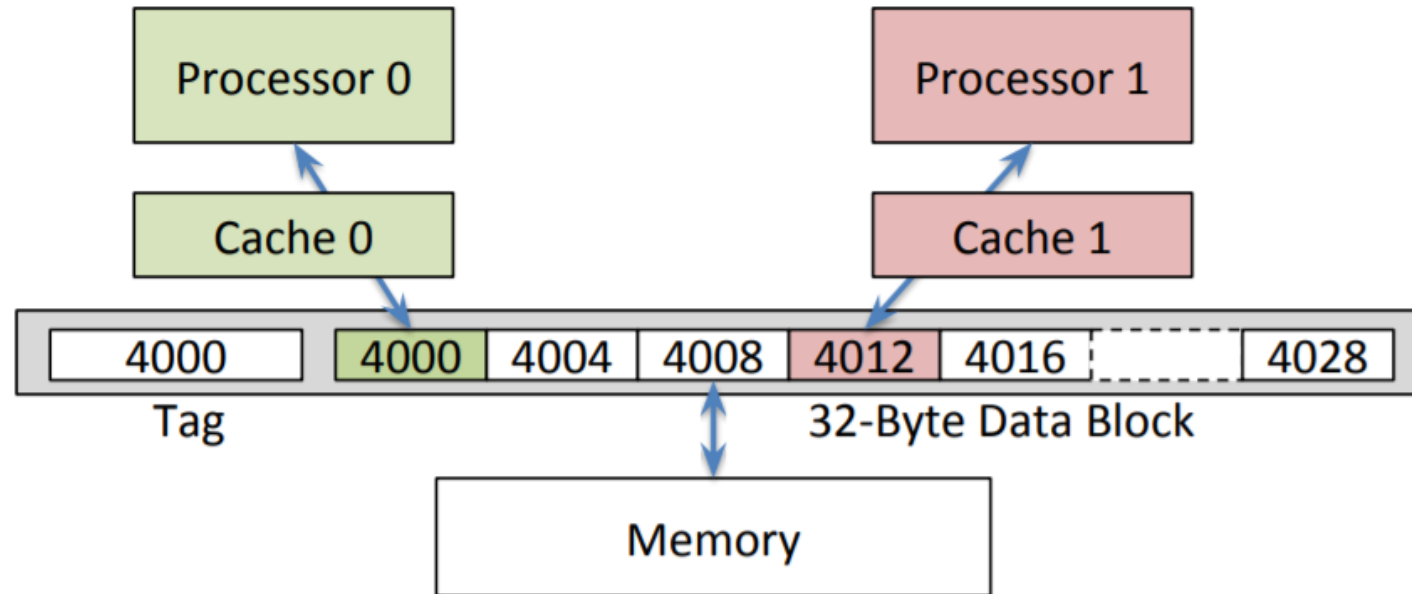 Processor 0
Processor 1
Cache 0
Cache 1
4000
4000
4004
4008
4012
4016
4028
Tag
32-Byte Data Block
Memory